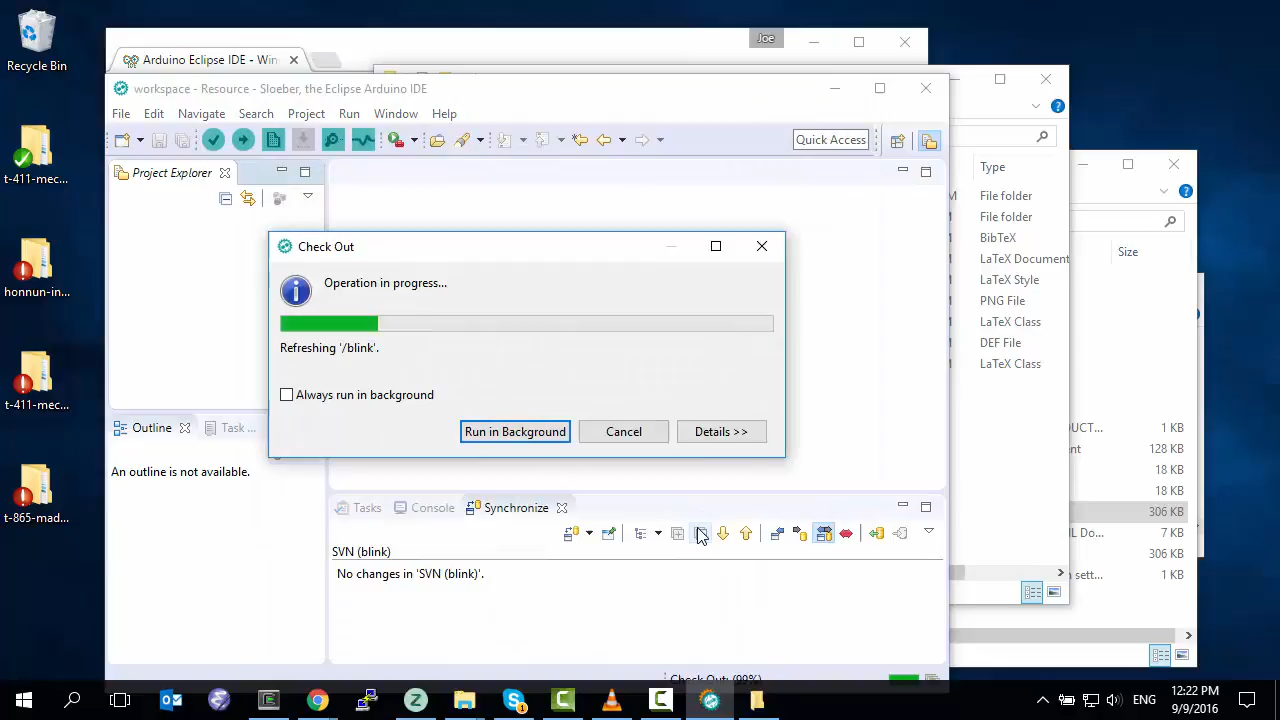 Recycle Bin
t-411-mec...
honnun-in...
t-411-mec...
t-865-mad...
Joe
Arduino Eclipse IDE - Win
workspace - Resource - Sloeber, the Eclipse Arduino IDE
File Edit Navigate Search Project Run Window Help
Quick Access
Project Explorer
Check Out
Operation in progress...
Refreshing '/blink'.
Always run in background
Run in Background
Cancel
Details >>
Outline
Task ...
An outline is not available.
Tasks
Console
Synchronize
SVN (blink)
No changes in 'SVN (blink)'.
Type
File folder
File folder
BibTeX
LaTeX Document
LaTeX Style
PNG File
LaTeX Class
DEF File
LaTeX Class
Size
UCT... 1 KB
nt 128 KB
18 KB
18 KB
306 KB
L Do... 7 KB
306 KB
sett... 1 KB
ENG
12:22 PM
9/9/2016